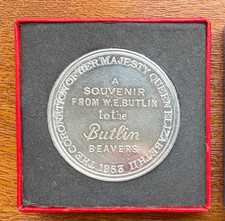 THE CORONATION OF HER MAJESTY QUEEN ELIZABETH II
1953
A
SOUVENIR
FROM W.E.BUTLIN
to the
Butlin
BEAVERS